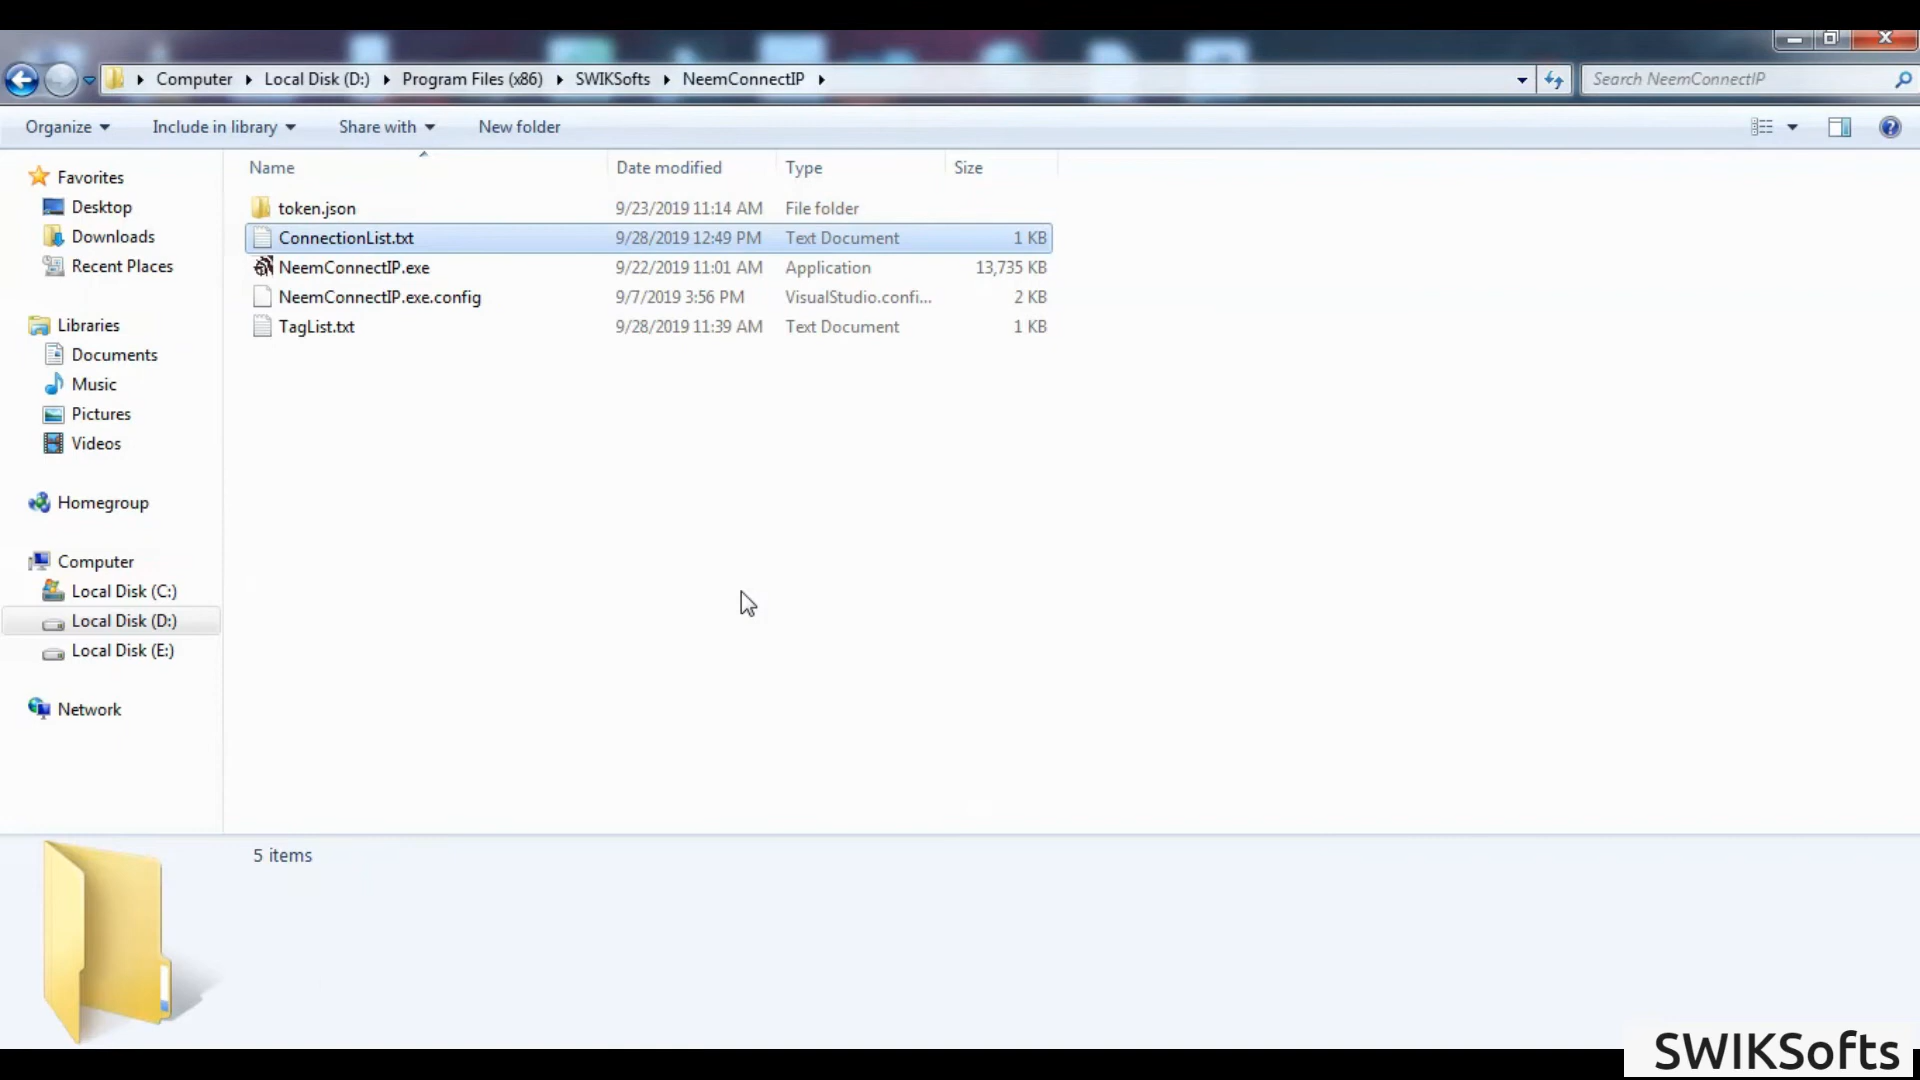 Computer Local Disk (D:) Program Files (x86) SWIKSofts NeemConnectIP
Search NeemConnectIP
Organize Include in library Share with New folder
Name Date modified Type Size
Favorites
Desktop
Downloads
Recent Places
Libraries
Documents
Music
Pictures
Videos
Homegroup
Computer
Local Disk (C:)
Local Disk (D:)
Local Disk (E:)
Network
token.json 9/23/2019 11:14 AM File folder
ConnectionList.txt 9/28/2019 12:49 PM Text Document 1 KB
NeemConnectIP.exe 9/22/2019 11:01 AM Application 13,735 KB
NeemConnectIP.exe.config 9/7/2019 3:56 PM VisualStudio.confi... 2 KB
TagList.txt 9/28/2019 11:39 AM Text Document 1 KB
5 items
SWIKSofts